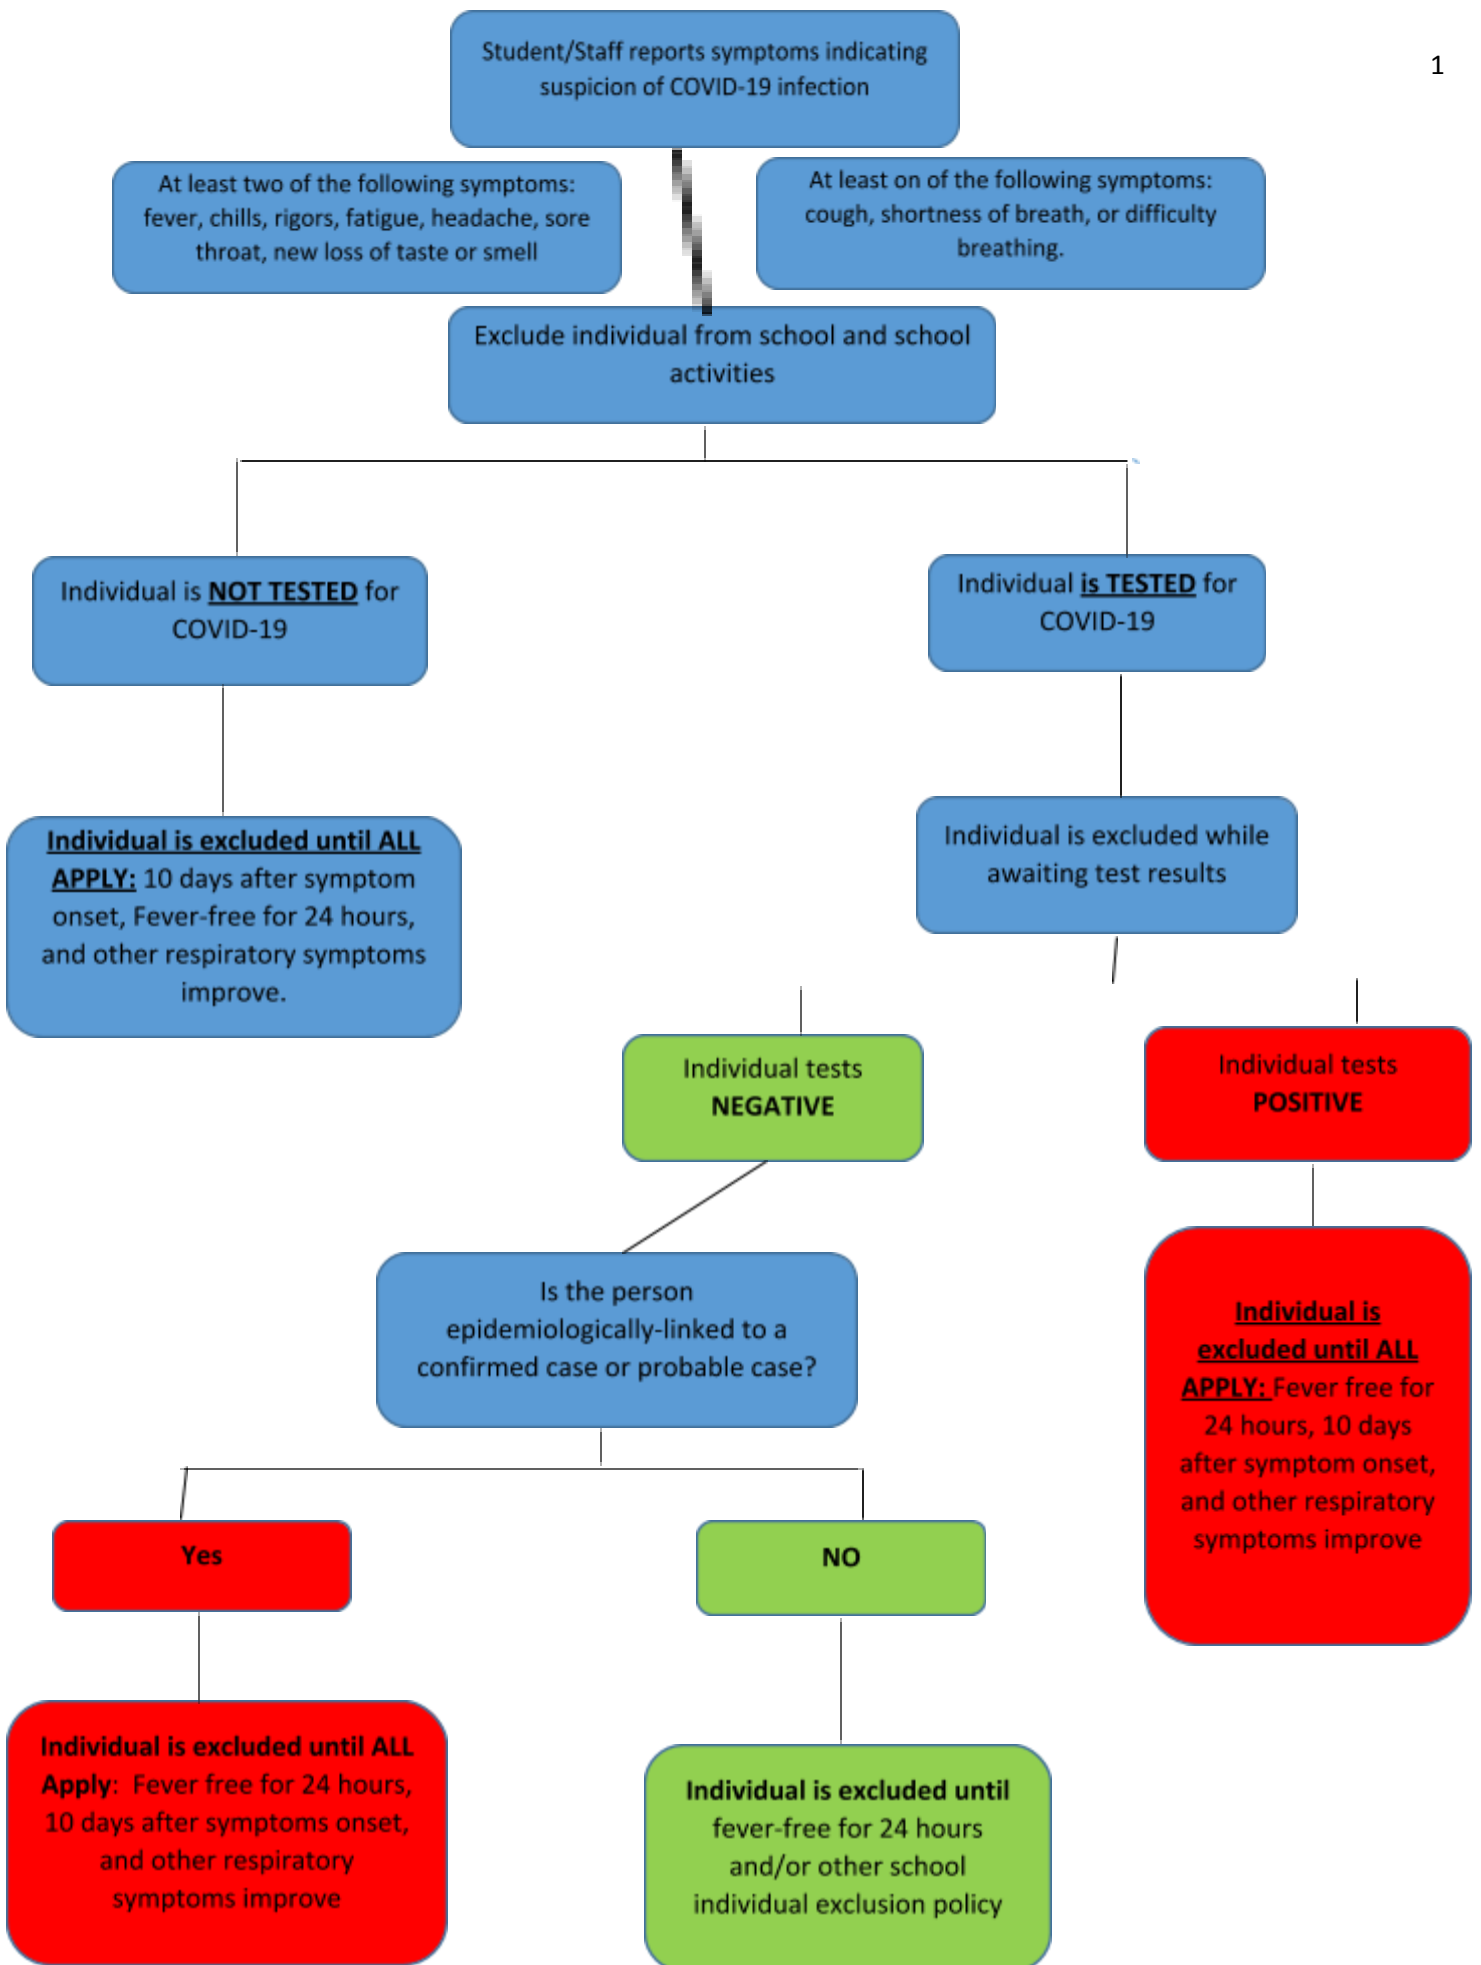 1
Student/Staff reports symptoms indicating
suspicion of COVID-19 infection
At least two of the following symptoms:
fever, chills, rigors, fatigue, headache, sore
throat, new loss of taste or smell
At least on of the following symptoms:
cough, shortness of breath, or difficulty
breathing.
Exclude individual from school and school
activities
Individual is NOT TESTED for
COVID-19
Individual is TESTED for
COVID-19
Individual is excluded until ALL
APPLY: 10 days after symptom
onset, Fever-free for 24 hours,
and other respiratory symptoms
improve.
Individual is excluded while
awaiting test results
Individual tests
NEGATIVE
Individual tests
POSITIVE
Is the person
epidemiologically-linked to a
confirmed case or probable case?
Individual is
excluded until ALL
APPLY: Fever free for
24 hours, 10 days
after symptom onset,
and other respiratory
symptoms improve
Yes
NO
Individual is excluded until ALL
Apply: Fever free for 24 hours,
10 days after symptoms onset,
and other respiratory
symptoms improve
Individual is excluded until
fever-free for 24 hours
and/or other school
individual exclusion policy